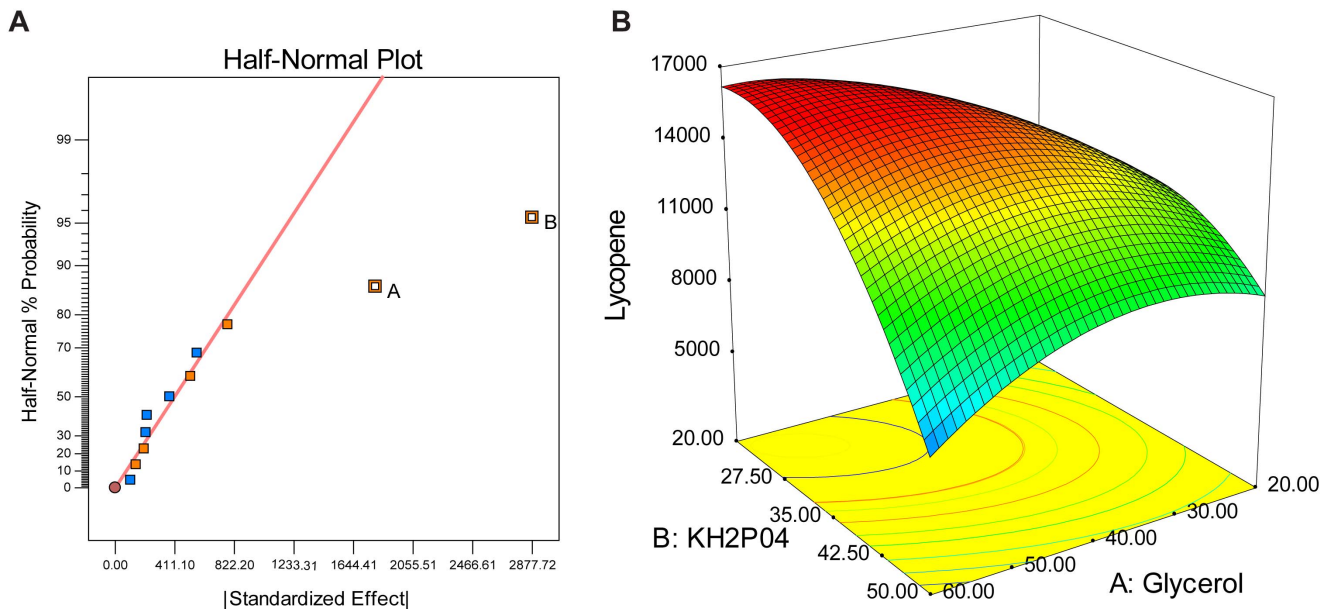 A
Half-Normal Plot
Half-Normal % Probability
99
95
90
80
70
50
30
20
10
0
B
A
0.00 411.10 822.20 1233.31 1644.41 2055.51 2466.61 2877.72
|Standardized Effect|
B
Lycopene
17000
14000
11000
8000
5000
20.00
27.50
35.00
42.50
50.00
B: KH2P04
20.00
30.00
40.00
50.00
60.00
A: Glycerol